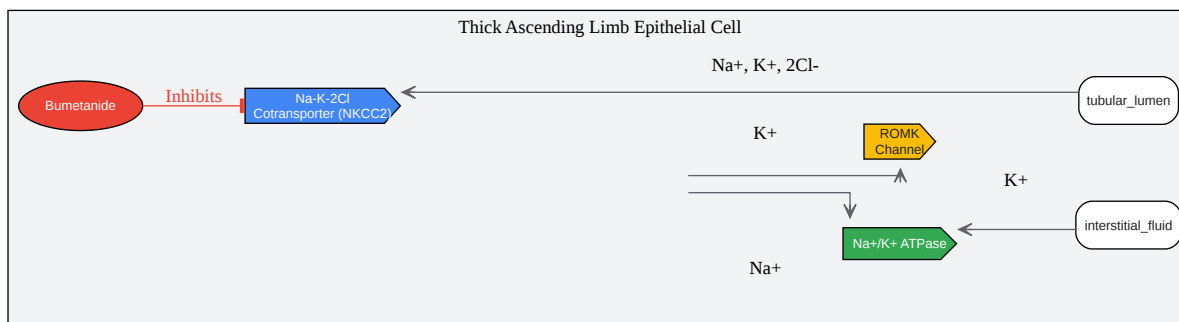 Thick Ascending Limb Epithelial Cell
Na+, K+, 2Cl-
Bumetanide
Inhibits
Na-K-2Cl
Cotransporter (NKCC2)
tubular_lumen
K+
ROMK
Channel
K+
interstitial_fluid
Na+/K+ ATPase
Na+